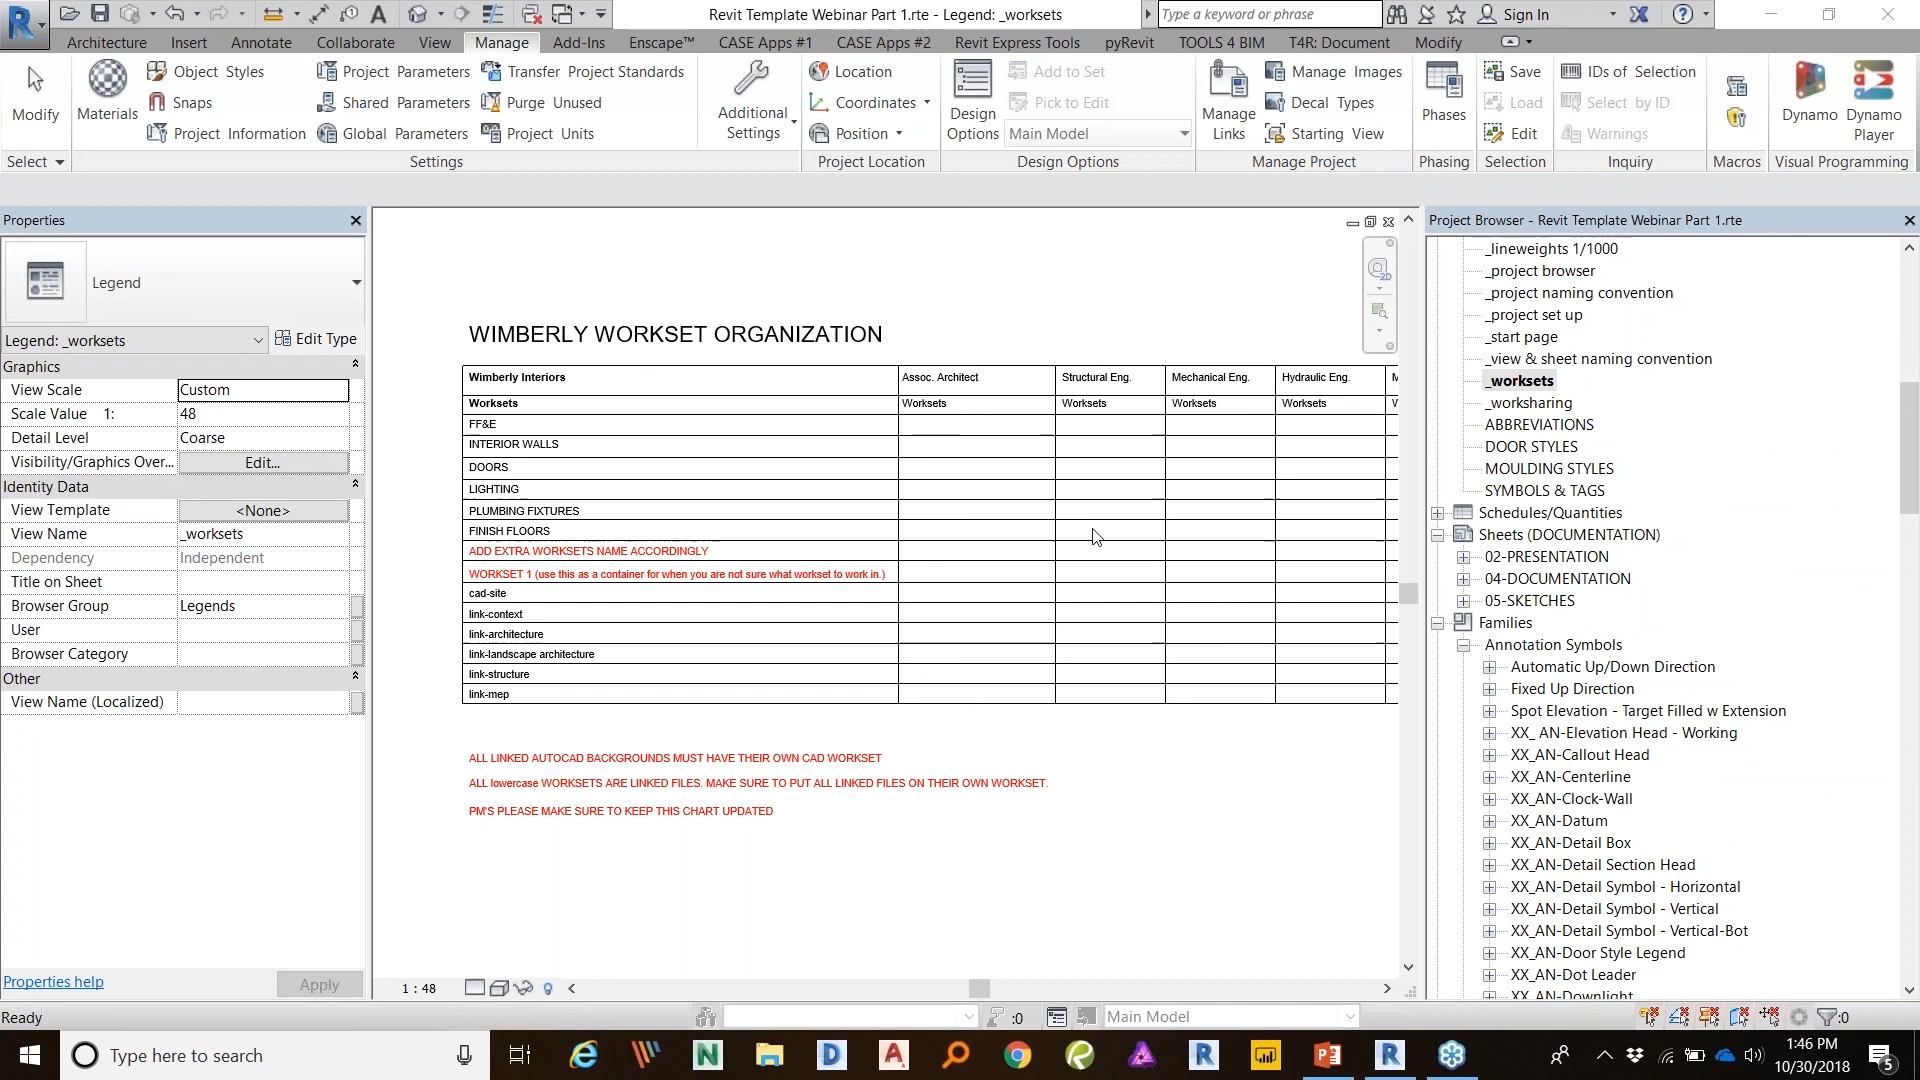 Revit Template Webinar Part 1.rte - Legend: _worksets
Type a keyword or phrase
Sign In
Architecture Insert Annotate Collaborate View Manage Add-Ins Enscape™ CASE Apps #1 CASE Apps #2 Revit Express Tools pyRevit TOOLS 4 BIM T4R: Document Modify
Modify
Materials
Object Styles
Snaps
Project Information
Project Parameters
Shared Parameters
Global Parameters
Transfer Project Standards
Purge Unused
Project Units
Additional
Settings
Location
Coordinates
Position
Design
Options
Add to Set
Pick to Edit
Main Model
Manage
Links
Manage Images
Decal Types
Starting View
Phases
Save
Load
Edit
IDs of Selection
Select by ID
Warnings
Dynamo
Dynamo
Player
Select Settings Project Location Design Options Manage Project Phasing Selection Inquiry Macros Visual Programming
Properties
Legend
Legend: _worksets
Edit Type
Graphics
View Scale Custom
Scale Value 1: 48
Detail Level Coarse
Visibility/Graphics Over... Edit...
Identity Data
View Template <None>
View Name _worksets
Dependency Independent
Title on Sheet
Browser Group Legends
User
Browser Category
Other
View Name (Localized)
Properties help
Apply
2D
WIMBERLY WORKSET ORGANIZATION
Wimberly Interiors Assoc. Architect Structural Eng. Mechanical Eng. Hydraulic Eng.
Worksets Worksets Worksets Worksets Worksets
FF&E
INTERIOR WALLS
DOORS
LIGHTING
PLUMBING FIXTURES
FINISH FLOORS
ADD EXTRA WORKSETS NAME ACCORDINGLY
WORKSET 1 (use this as a container for when you are not sure what workset to work in.)
cad-site
link-context
link-architecture
link-landscape architecture
link-structure
link-mep
ALL LINKED AUTOCAD BACKGROUNDS MUST HAVE THEIR OWN CAD WORKSET
ALL lowercase WORKSETS ARE LINKED FILES. MAKE SURE TO PUT ALL LINKED FILES ON THEIR OWN WORKSET.
PM'S PLEASE MAKE SURE TO KEEP THIS CHART UPDATED
1 : 48
Project Browser - Revit Template Webinar Part 1.rte
_lineweights 1/1000
_project browser
_project naming convention
_project set up
_start page
_view & sheet naming convention
_worksets
_worksharing
ABBREVIATIONS
DOOR STYLES
MOULDING STYLES
SYMBOLS & TAGS
Schedules/Quantities
Sheets (DOCUMENTATION)
02-PRESENTATION
04-DOCUMENTATION
05-SKETCHES
Families
Annotation Symbols
Automatic Up/Down Direction
Fixed Up Direction
Spot Elevation - Target Filled w Extension
XX_ AN-Elevation Head - Working
XX_AN-Callout Head
XX_AN-Centerline
XX_AN-Clock-Wall
XX_AN-Datum
XX_AN-Detail Box
XX_AN-Detail Section Head
XX_AN-Detail Symbol - Horizontal
XX_AN-Detail Symbol - Vertical
XX_AN-Detail Symbol - Vertical-Bot
XX_AN-Door Style Legend
XX_AN-Dot Leader
XX_AN-Downlight
Ready
:0
Main Model
:0
Type here to search
1:46 PM
10/30/2018
5